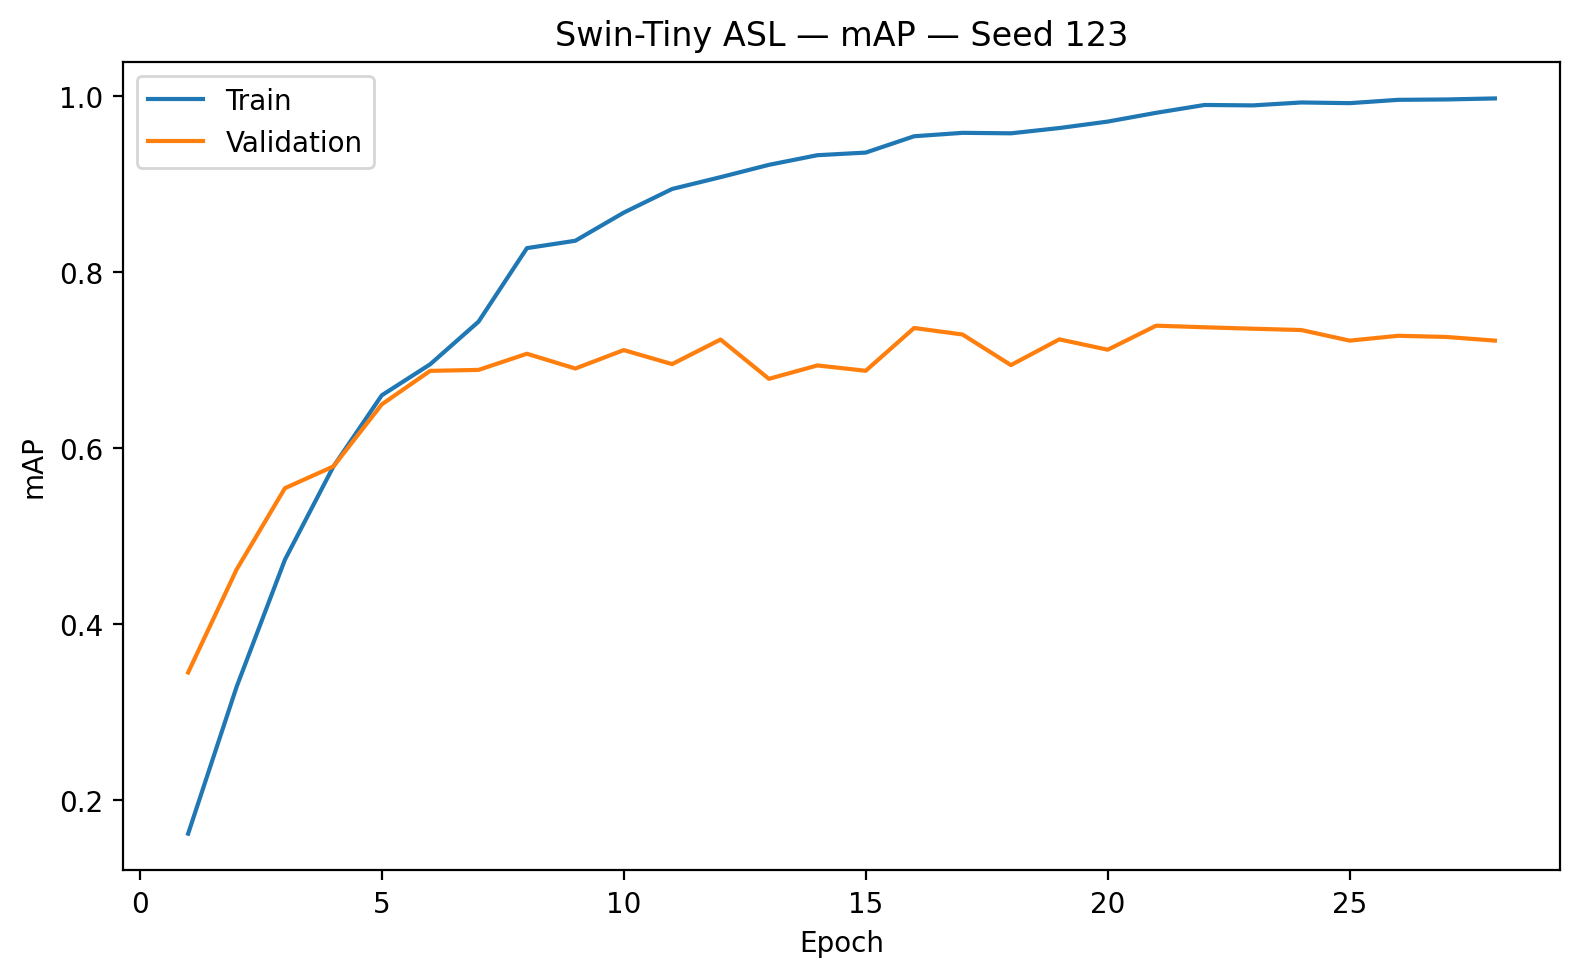 Swin-Tiny ASL — mAP — Seed 123
Train
Validation
1.0
0.8
0.6
0.4
0.2
mAP
0 5 10 15 20 25
Epoch